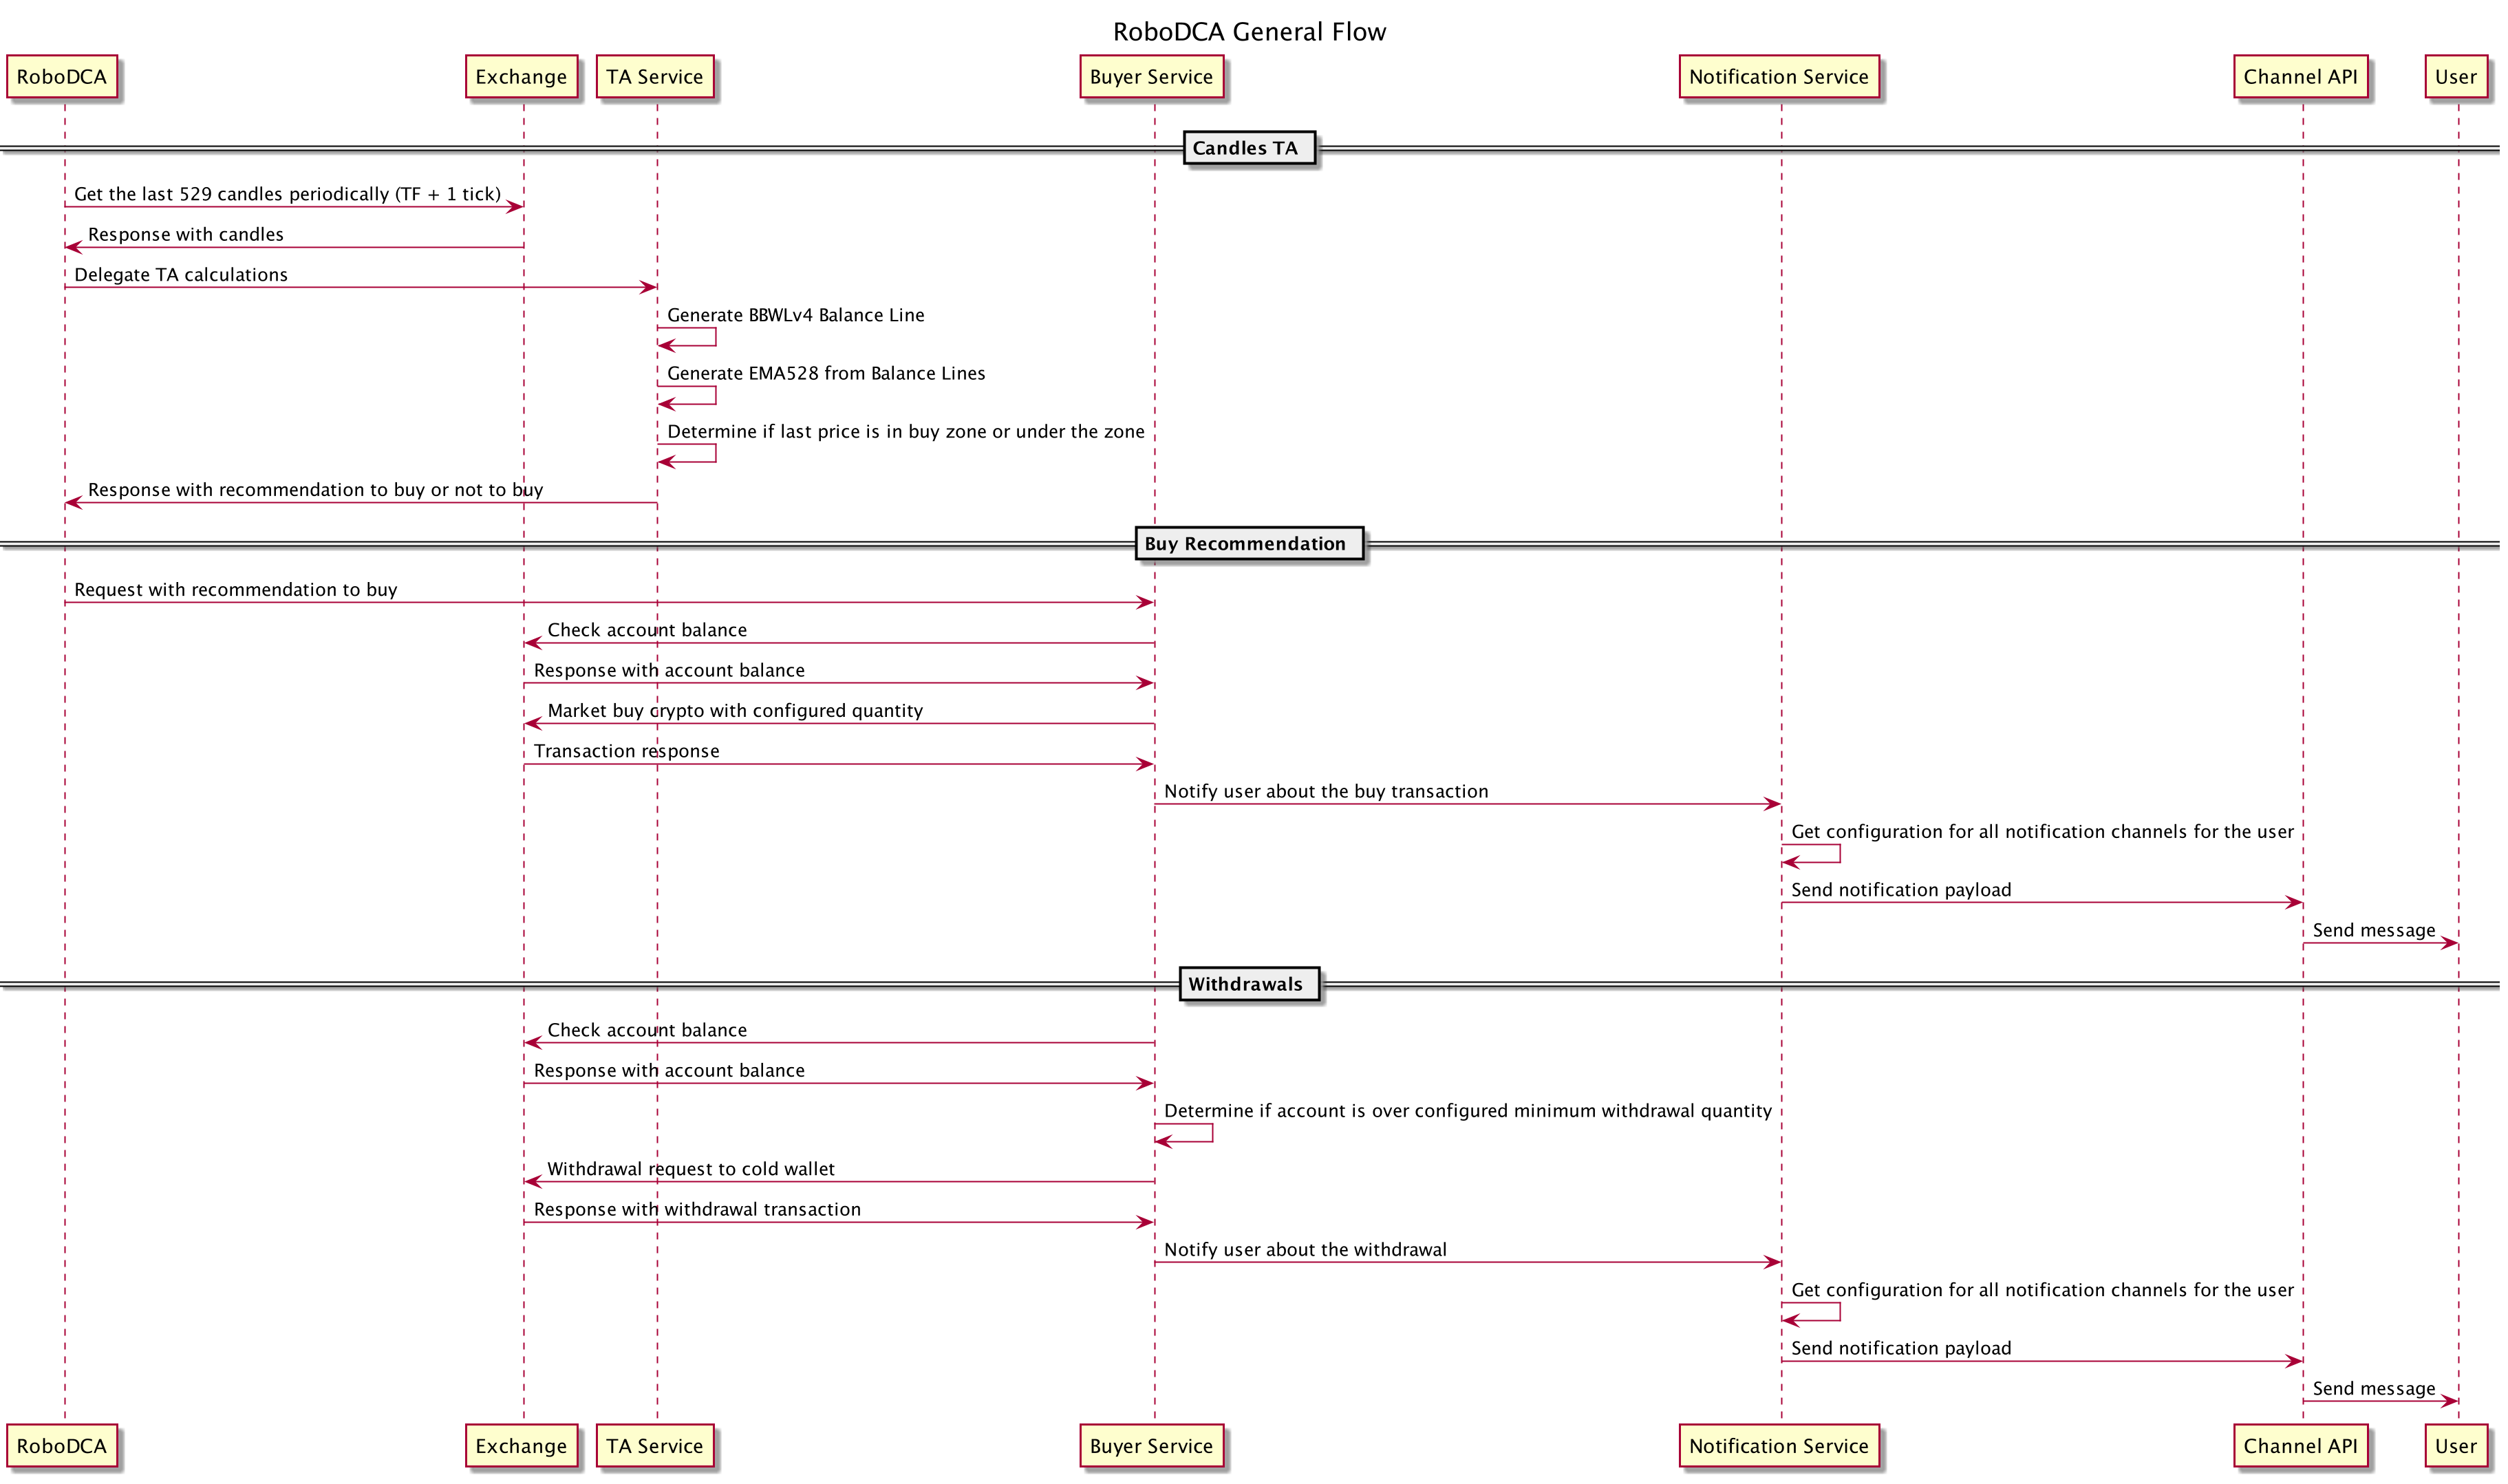 RoboDCA General Flow
RoboDCA
Exchange
TA Service
Buyer Service
Notification Service
Channel API
User
Candles TA
Get the last 529 candles periodically (TF + 1 tick)
Response with candles
Delegate TA calculations
Generate BBWLv4 Balance Line
Generate EMA528 from Balance Lines
Determine if last price is in buy zone or under the zone
Response with recommendation to buy or not to buy
Buy Recommendation
Request with recommendation to buy
Check account balance
Response with account balance
Market buy crypto with configured quantity
Transaction response
Notify user about the buy transaction
Get configuration for all notification channels for the user
Send notification payload
Send message
Withdrawals
Check account balance
Response with account balance
Determine if account is over configured minimum withdrawal quantity
Withdrawal request to cold wallet
Response with withdrawal transaction
Notify user about the withdrawal
Get configuration for all notification channels for the user
Send notification payload
Send message
RoboDCA
Exchange
TA Service
Buyer Service
Notification Service
Channel API
User